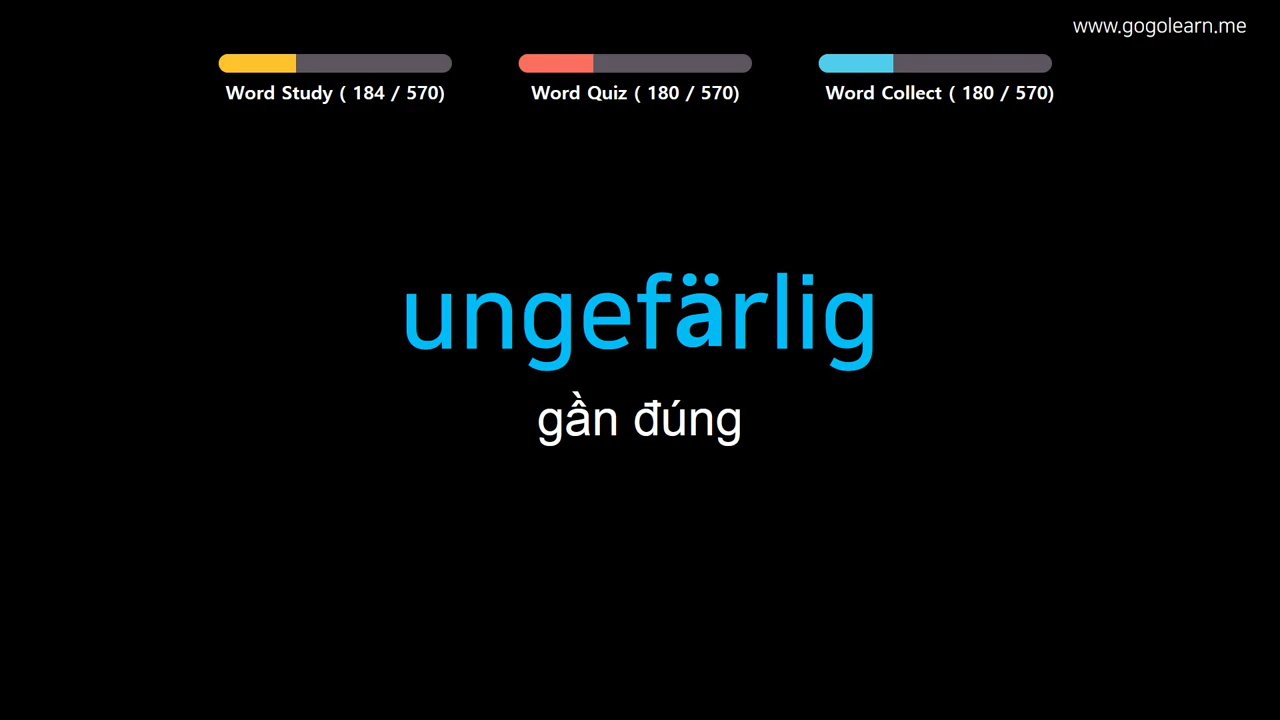 www.gogolearn.me
Word Study ( 184 / 570)
Word Quiz ( 180 / 570)
Word Collect ( 180 / 570)
ungefärlig
gần đúng